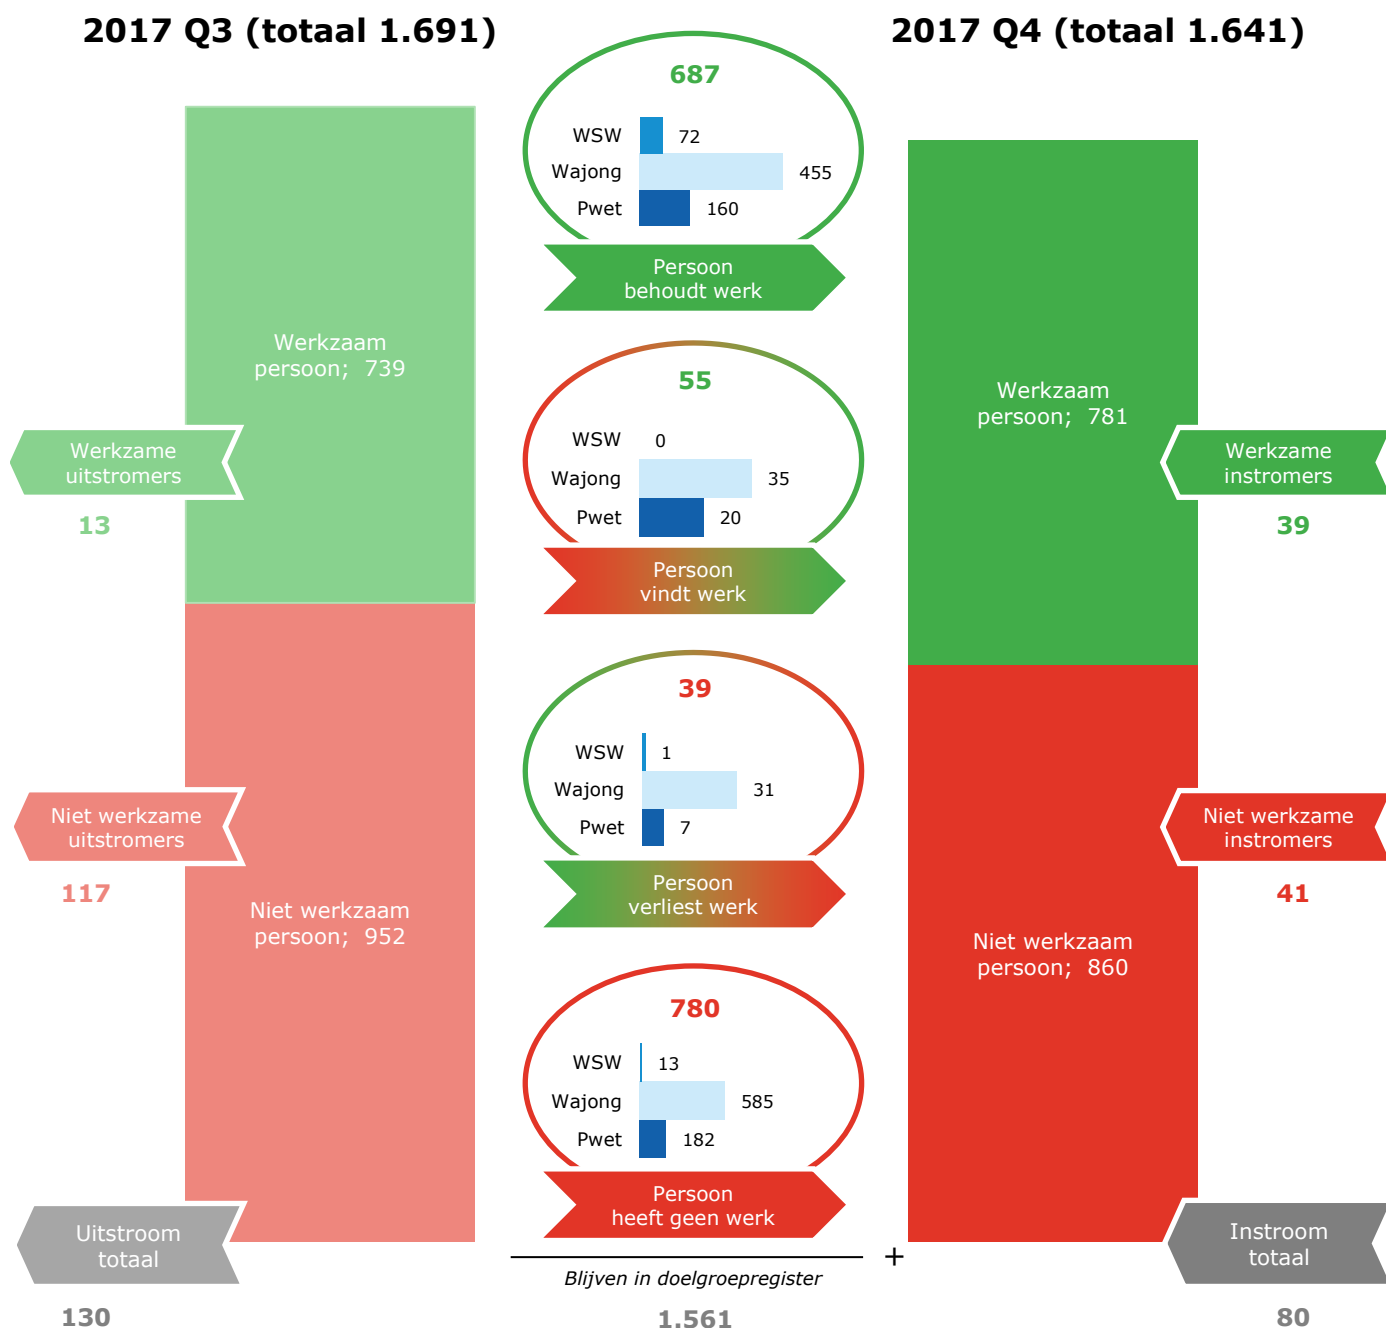 2017 Q3 (totaal 1.691)
2017 Q4 (totaal 1.641)
Werkzaam
persoon;  739
Werkzame
uitstromers
13
Niet werkzame
uitstromers
117
Niet werkzaam
persoon;  952
Uitstroom
totaal
130
687
WSW 72
Wajong 455
Pwet 160
Persoon
behoudt werk
55
WSW 0
Wajong 35
Pwet 20
Persoon
vindt werk
39
WSW 1
Wajong 31
Pwet 7
Persoon
verliest werk
780
WSW 13
Wajong 585
Pwet 182
Persoon
heeft geen werk
+
Blijven in doelgroepregister
1.561
Werkzaam
persoon;  781
Werkzame
instromers
39
Niet werkzame
instromers
41
Niet werkzaam
persoon;  860
Instroom
totaal
80